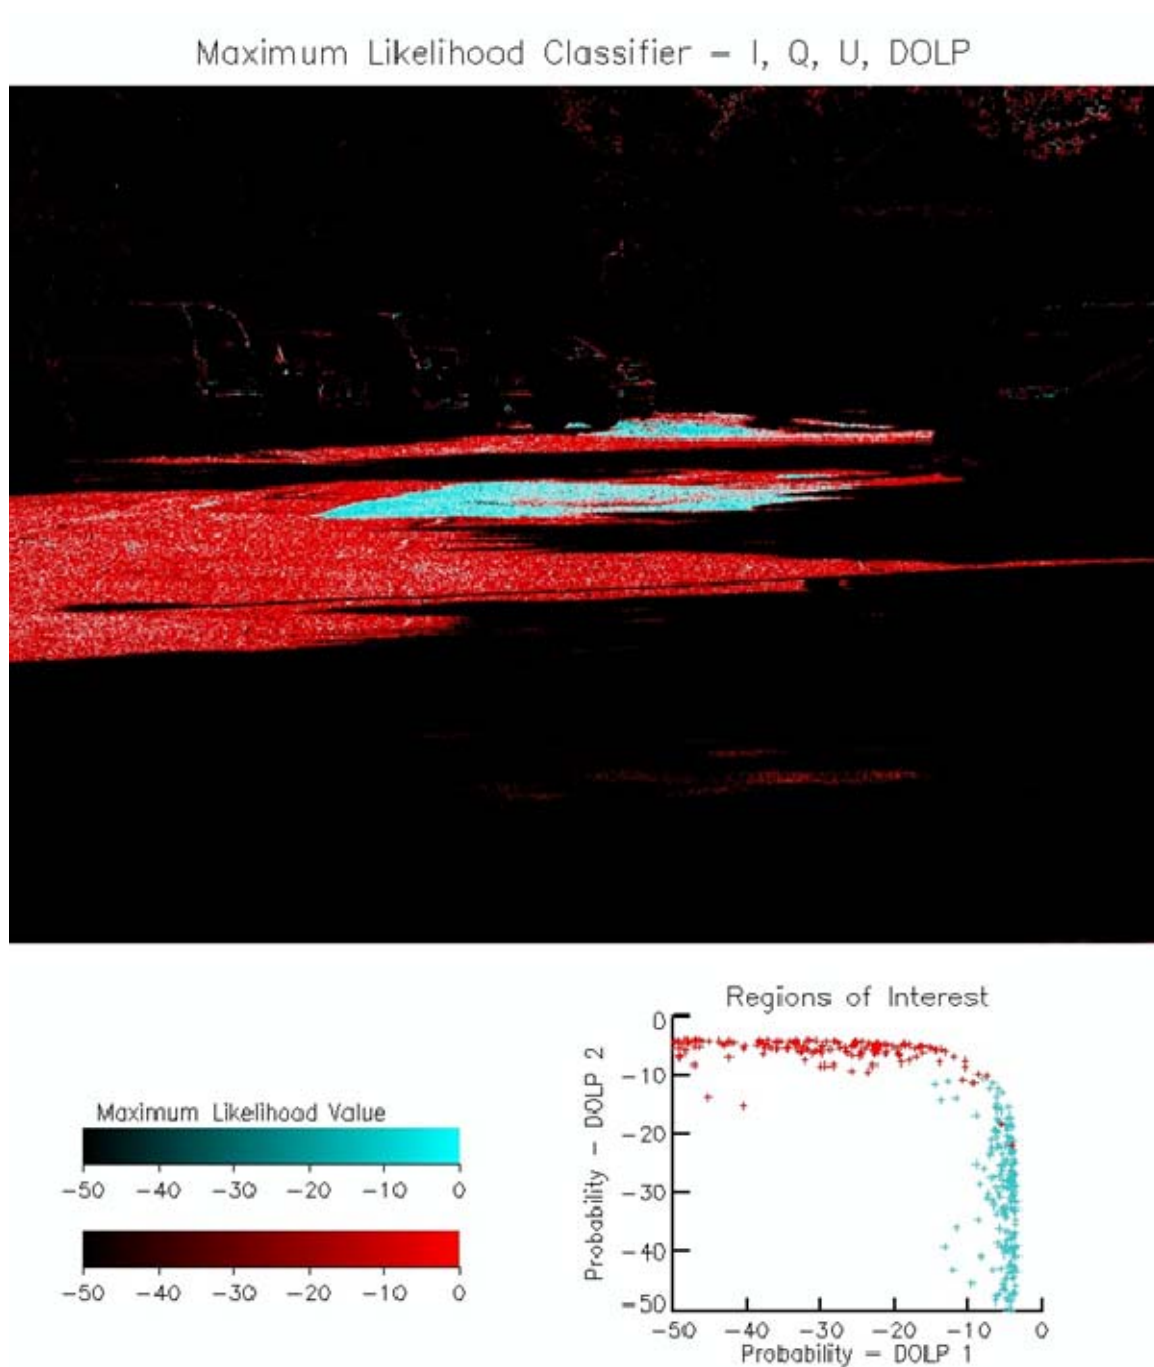 Maximum Likelihood Classifier – I, Q, U, DOLP
Maximum Likelihood Value
-50 -40 -30 -20 -10 0
-50 -40 -30 -20 -10 0
Regions of Interest
Probability – DOLP 2
0
-10
-20
-30
-40
-50
-50 -40 -30 -20 -10 0
Probability – DOLP 1